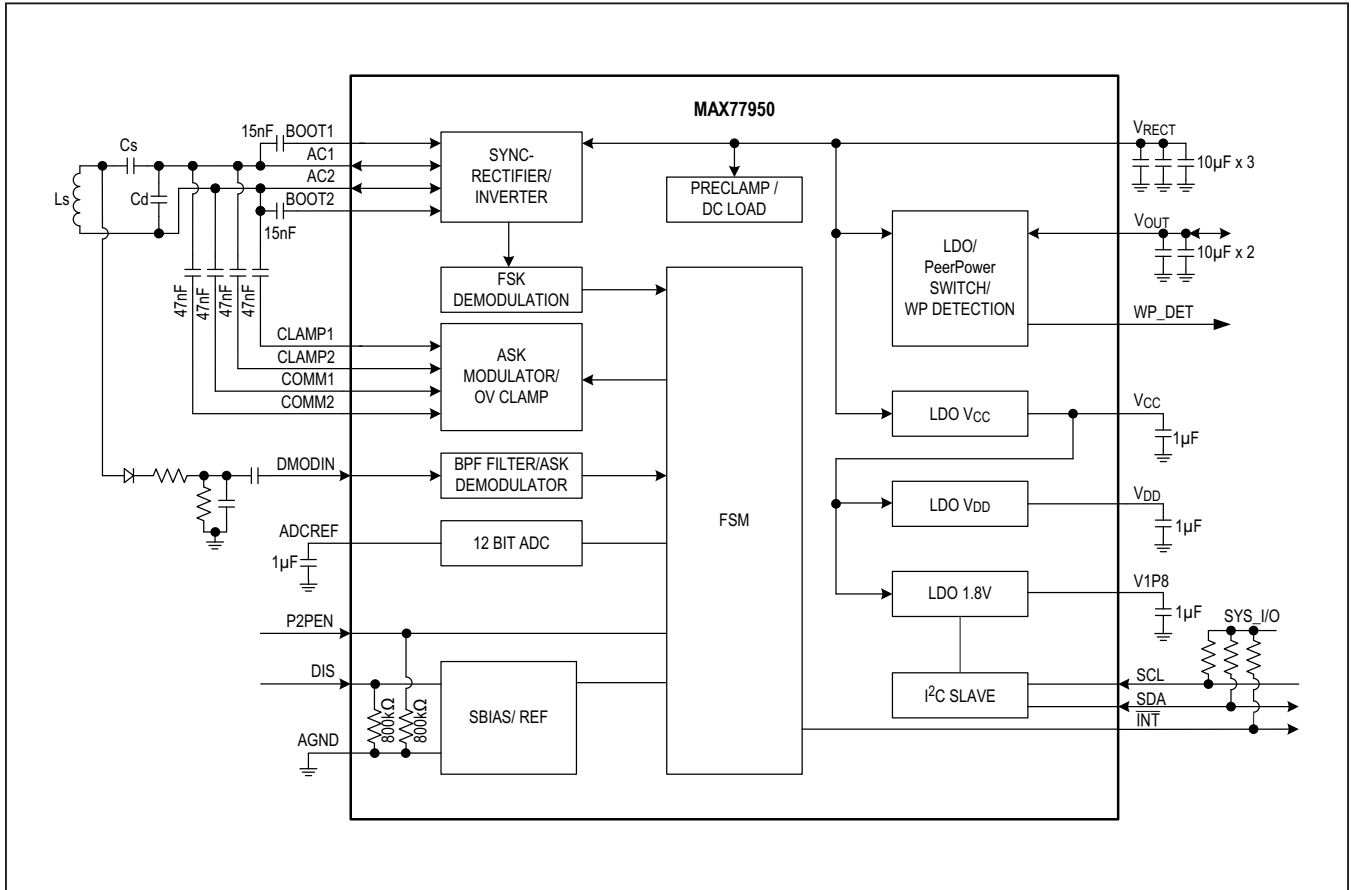 MAX77950
15nF
BOOT1
AC1
AC2
BOOT2
15nF
Cs
Ls
Cd
47nF
47nF
47nF
47nF
CLAMP1
CLAMP2
COMM1
COMM2
DMODIN
ADCREF
1µF
P2PEN
DIS
800kΩ
800kΩ
AGND
SYNC-
RECTIFIER/
INVERTER
FSK
DEMODULATION
ASK
MODULATOR/
OV CLAMP
BPF FILTER/ASK
DEMODULATOR
12 BIT ADC
SBIAS/ REF
FSM
PRECLAMP /
DC LOAD
LDO/
PeerPower
SWITCH/
WP DETECTION
LDO VCC
LDO VDD
LDO 1.8V
I²C SLAVE
VRECT
10µF x 3
VOUT
10µF x 2
WP_DET
VCC
1µF
VDD
1µF
V1P8
1µF
SYS_I/O
SCL
SDA
INT